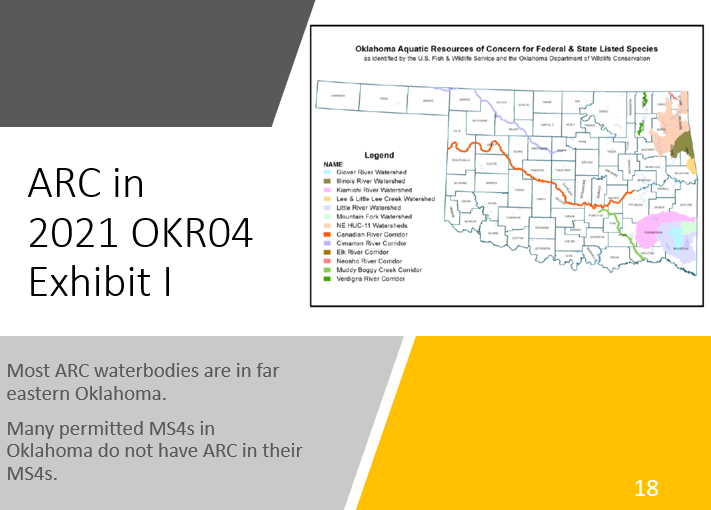 ARC in
2021 OKR04
Exhibit I
Oklahoma Aquatic Resources of Concern for Federal & State Listed Species
as identified by the U.S. Fish & Wildlife Service and the Oklahoma Department of Wildlife Conservation
Legend
NAME
Glover River Watershed
Illinois River Watershed
Kiamichi River Watershed
Lee & Little Lee Creek Watershed
Little River Watershed
Mountain Fork Watershed
NE HUC-11 Watersheds
Canadian River Corridor
Cimarron River Corridor
Elk River Corridor
Neosho River Corridor
Muddy Boggy Creek Corridor
Verdigris River Corridor
Most ARC waterbodies are in far
eastern Oklahoma.
Many permitted MS4s in
Oklahoma do not have ARC in their
MS4s.
18